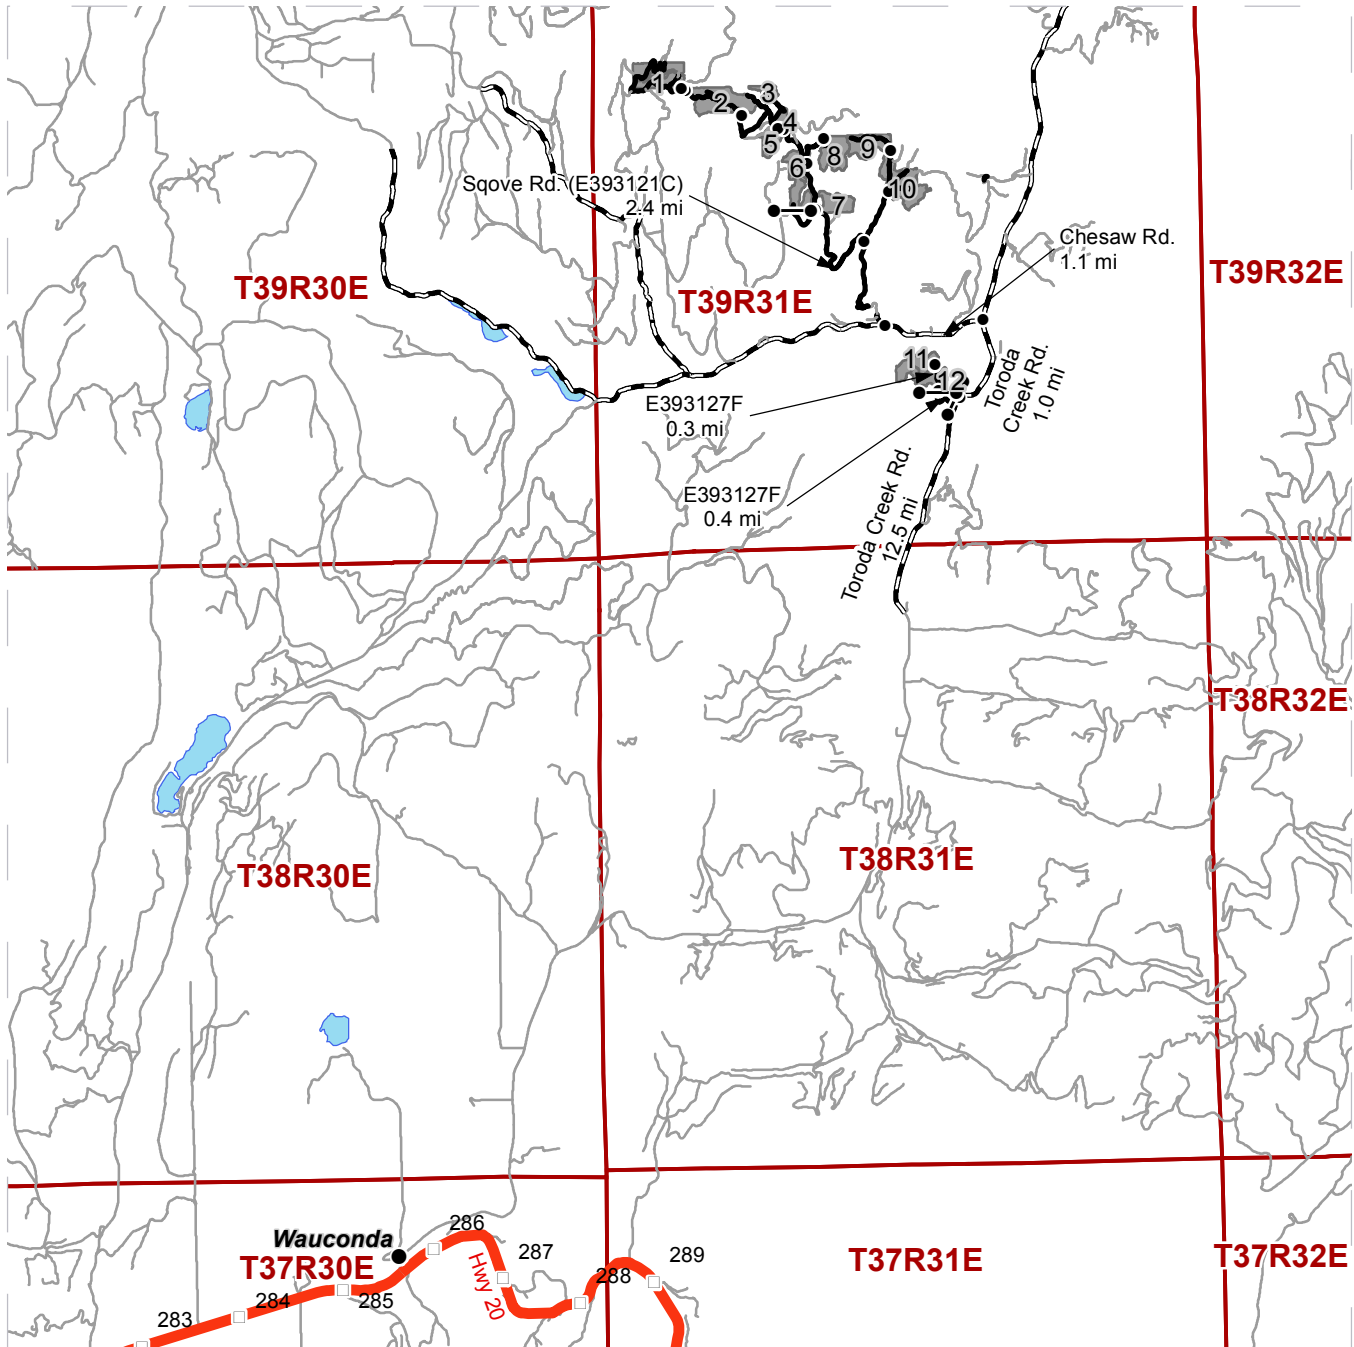 1
2
3
4
5
6
7
8
9
10
Sqove Rd. (E393121C)
2.4 mi
Chesaw Rd.
1.1 mi
T39R30E
T39R31E
T39R32E
11
12
Toroda
Creek Rd.
1.0 mi
E393127F
0.3 mi
E393127F
0.4 mi
Toroda Creek Rd.
12.5 mi
T38R32E
T38R30E
T38R31E
Wauconda
T37R30E
T37R31E
T37R32E
Hwy 20
283
284
285
286
287
288
289